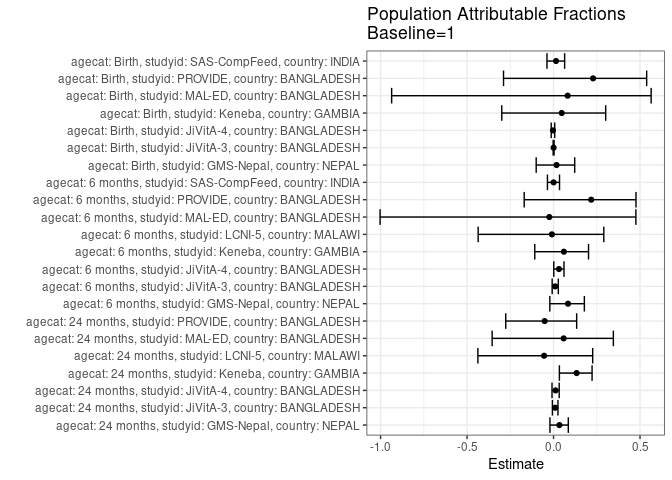 Population Attributable Fractions
Baseline=1
agecat: Birth, studyid: SAS-CompFeed, country: INDIA
agecat: Birth, studyid: PROVIDE, country: BANGLADESH
agecat: Birth, studyid: MAL-ED, country: BANGLADESH
agecat: Birth, studyid: Keneba, country: GAMBIA
agecat: Birth, studyid: JiVitA-4, country: BANGLADESH
agecat: Birth, studyid: JiVitA-3, country: BANGLADESH
agecat: Birth, studyid: GMS-Nepal, country: NEPAL
agecat: 6 months, studyid: SAS-CompFeed, country: INDIA
agecat: 6 months, studyid: PROVIDE, country: BANGLADESH
agecat: 6 months, studyid: MAL-ED, country: BANGLADESH
agecat: 6 months, studyid: LCNI-5, country: MALAWI
agecat: 6 months, studyid: Keneba, country: GAMBIA
agecat: 6 months, studyid: JiVitA-4, country: BANGLADESH
agecat: 6 months, studyid: JiVitA-3, country: BANGLADESH
agecat: 6 months, studyid: GMS-Nepal, country: NEPAL
agecat: 24 months, studyid: PROVIDE, country: BANGLADESH
agecat: 24 months, studyid: MAL-ED, country: BANGLADESH
agecat: 24 months, studyid: LCNI-5, country: MALAWI
agecat: 24 months, studyid: Keneba, country: GAMBIA
agecat: 24 months, studyid: JiVitA-4, country: BANGLADESH
agecat: 24 months, studyid: JiVitA-3, country: BANGLADESH
agecat: 24 months, studyid: GMS-Nepal, country: NEPAL
-1.0 -0.5 0.0 0.5
Estimate